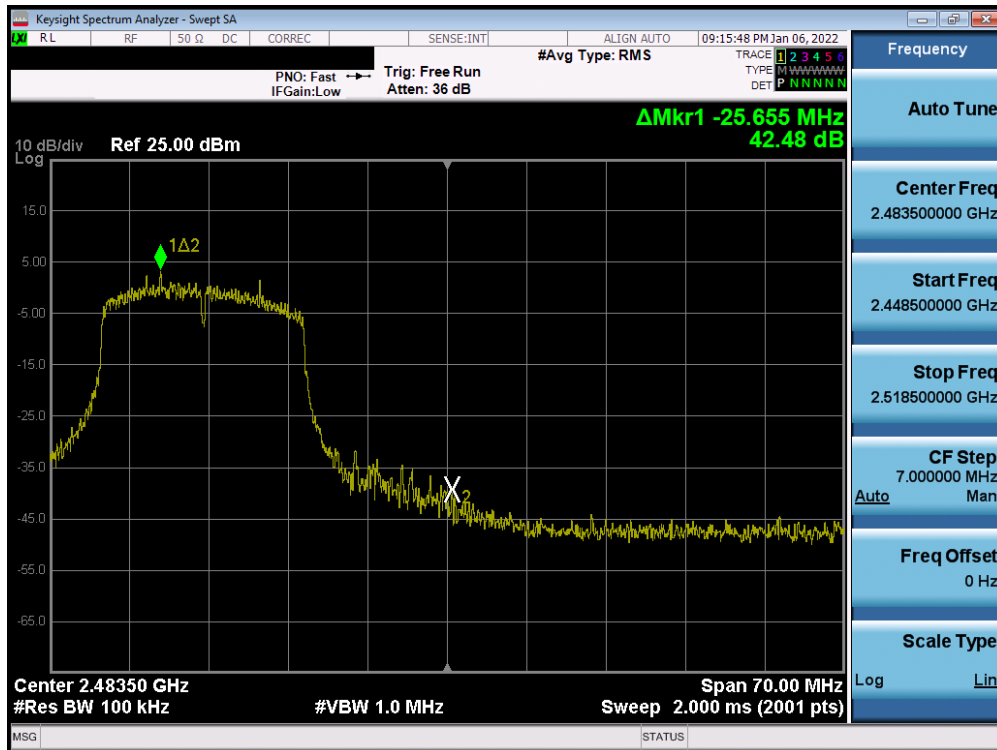 Keysight Spectrum Analyzer - Swept SA
LXI RL RF 50 Ω DC CORREC SENSE:INT ALIGN AUTO 09:15:48 PM Jan 06, 2022
PNO: Fast
IFGain:Low
Trig: Free Run
Atten: 36 dB
#Avg Type: RMS
TRACE 1 2 3 4 5 6
TYPE M W W W W W
DET P N N N N N
ΔMkr1 -25.655 MHz
42.48 dB
10 dB/div Ref 25.00 dBm
Log
15.0
5.00
-5.00
-15.0
-25.0
-35.0
-45.0
-55.0
-65.0
1Δ2
2
Center 2.48350 GHz Span 70.00 MHz
#Res BW 100 kHz #VBW 1.0 MHz Sweep 2.000 ms (2001 pts)
MSG STATUS
Frequency
Auto Tune
Center Freq
2.483500000 GHz
Start Freq
2.448500000 GHz
Stop Freq
2.518500000 GHz
CF Step
7.000000 MHz
Auto Man
Freq Offset
0 Hz
Scale Type
Log Lin